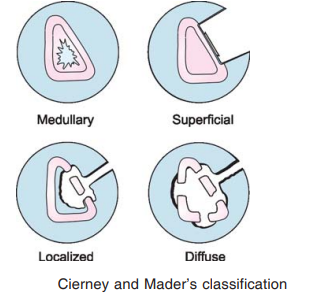 Medullary
Superficial
Localized
Diffuse
Cierney and Mader's classification